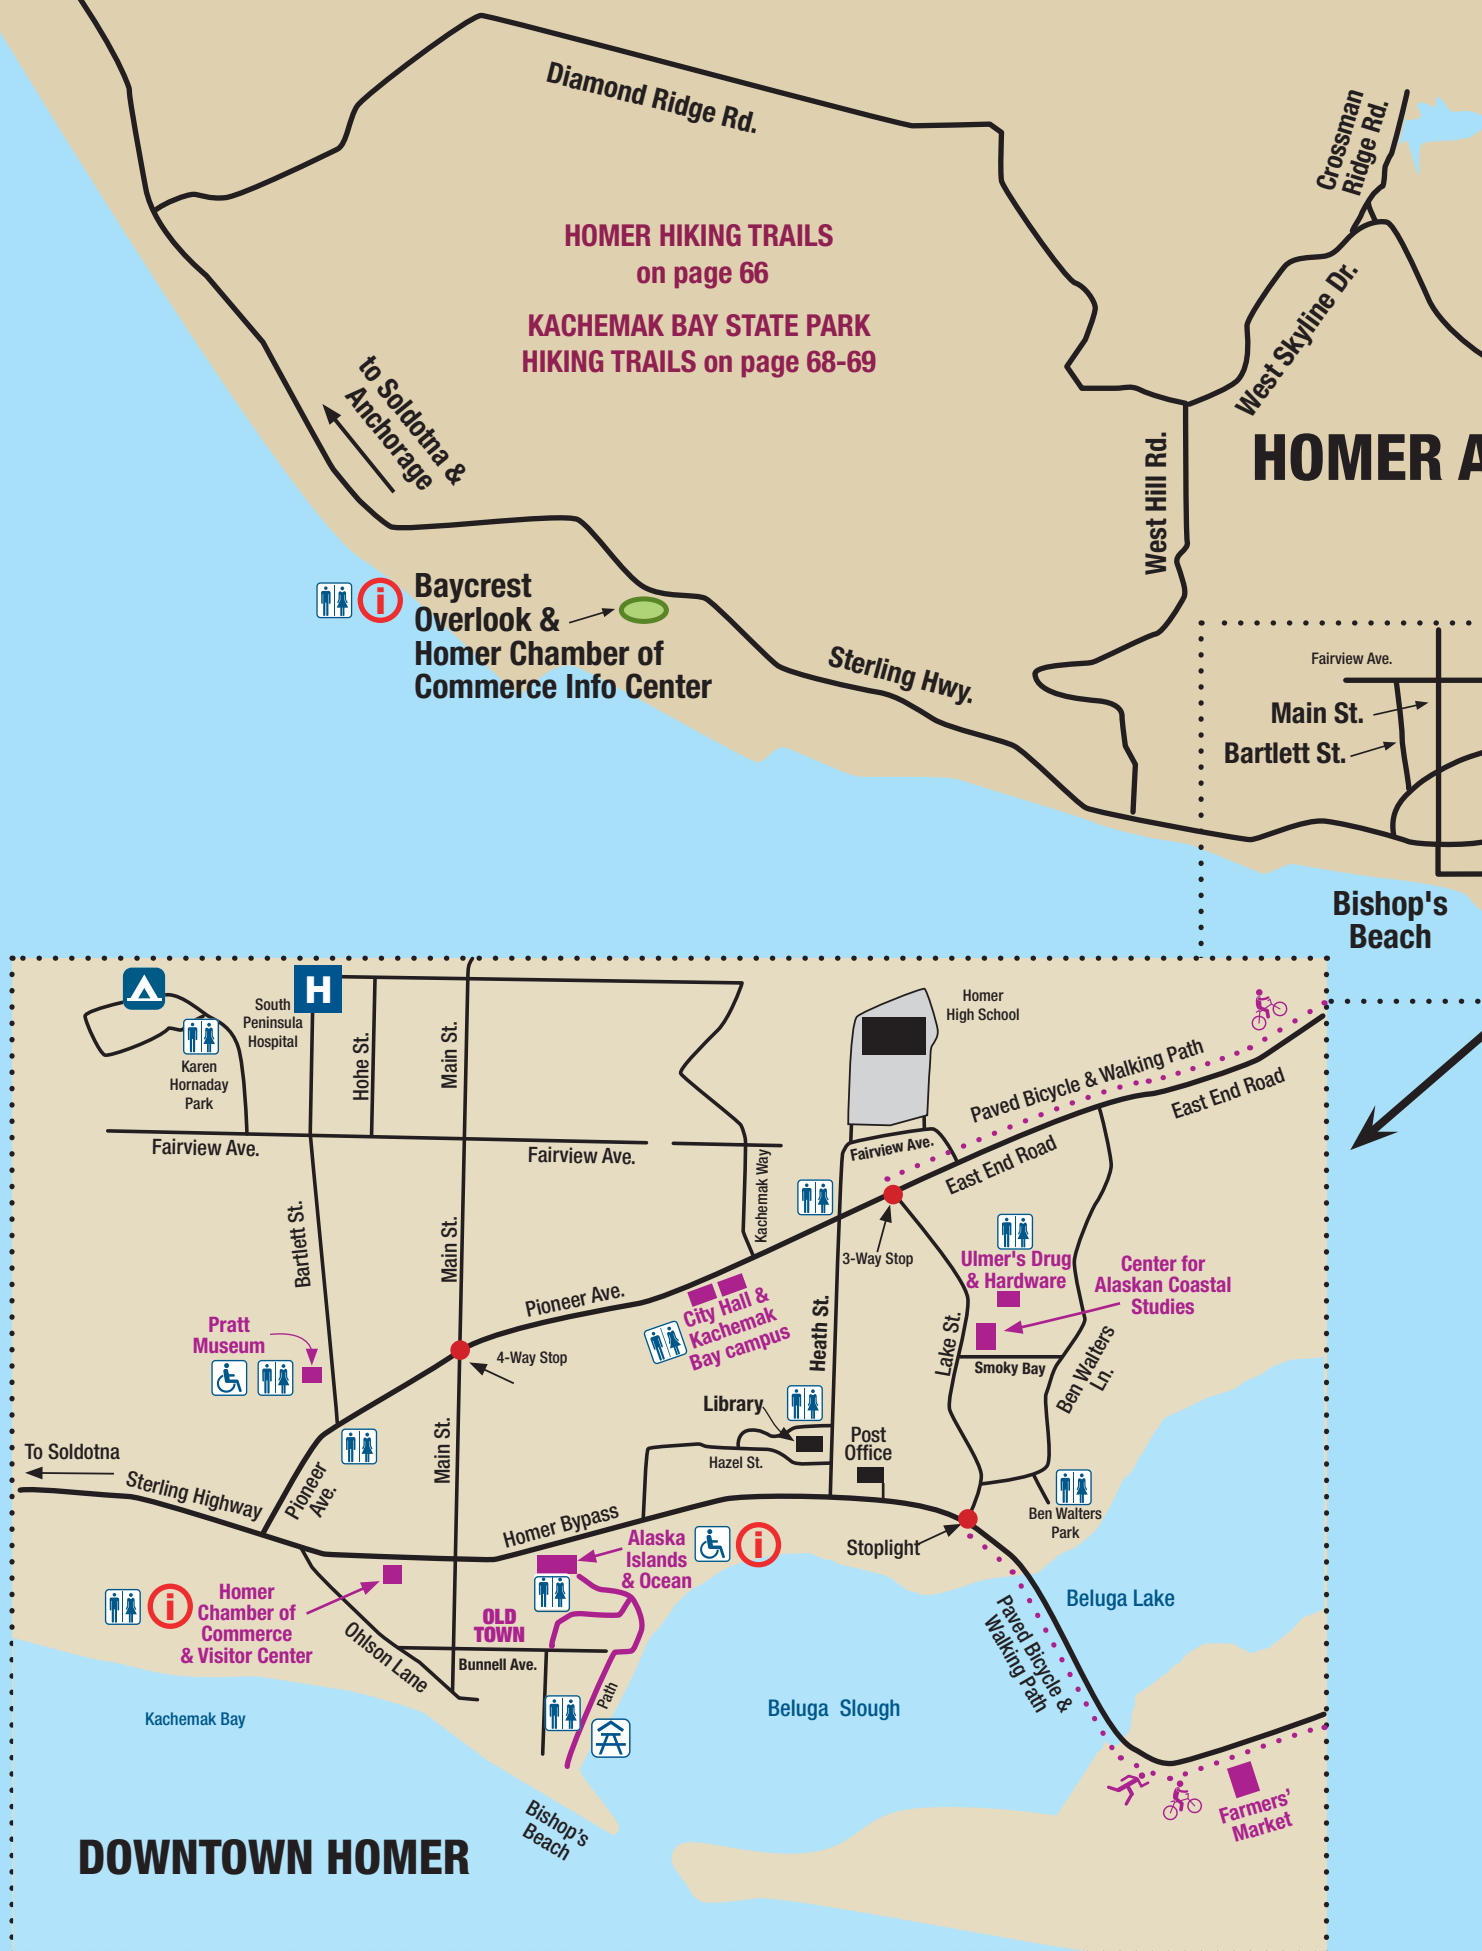 Diamond Ridge Rd.
Crossman
Ridge Rd.
HOMER HIKING TRAILS
on page 66
KACHEMAK BAY STATE PARK
HIKING TRAILS on page 68-69
West Skyline Dr.
to Soldotna &
Anchorage
HOMER A
West Hill Rd.
i
Baycrest
Overlook &
Homer Chamber of
Commerce Info Center
Sterling Hwy.
Fairview Ave.
Main St.
Bartlett St.
Bishop's
Beach
H
South
Peninsula
Hospital
Karen
Hornaday
Park
Hohe St.
Main St.
Homer
High School
Paved Bicycle & Walking Path
East End Road
Fairview Ave.
Fairview Ave.
Fairview Ave.
East End Road
Kachemak Way
Bartlett St.
Main St.
3-Way Stop
Ulmer's Drug
& Hardware
Center for
Alaskan Coastal
Studies
Pioneer Ave.
City Hall &
Kachemak
Bay campus
Heath St.
Lake St.
Pratt
Museum
4-Way Stop
Smoky Bay
Ben Walters
Ln.
Library
Post
Office
Main St.
Hazel St.
To Soldotna
Sterling Highway
Pioneer
Ave.
Homer Bypass
Ben Walters
Park
Stoplight
Alaska
Islands
& Ocean
i
i
Homer
Chamber of
Commerce
& Visitor Center
OLD
TOWN
Ohlson Lane
Bunnell Ave.
Path
Beluga Lake
Paved Bicycle &
Walking Path
Kachemak Bay
Beluga Slough
Farmers'
Market
Bishop's
Beach
DOWNTOWN HOMER